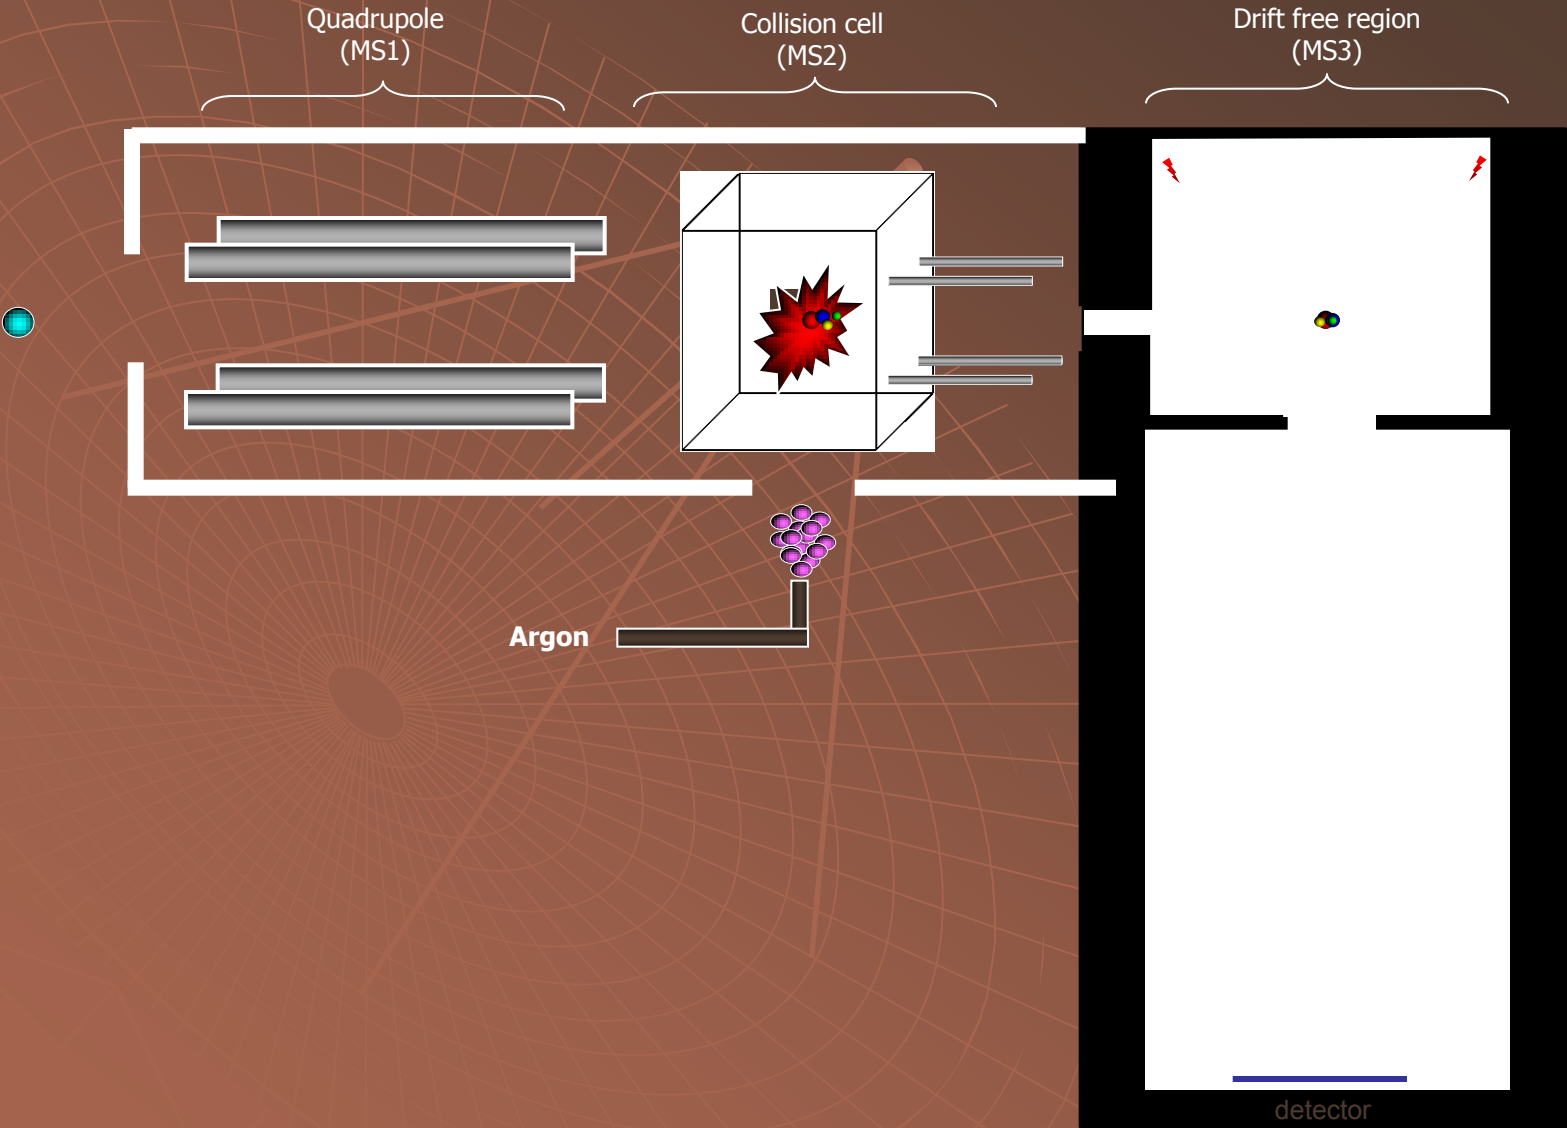 Quadrupole
(MS1)
Collision cell
(MS2)
Drift free region
(MS3)
Argon
detector